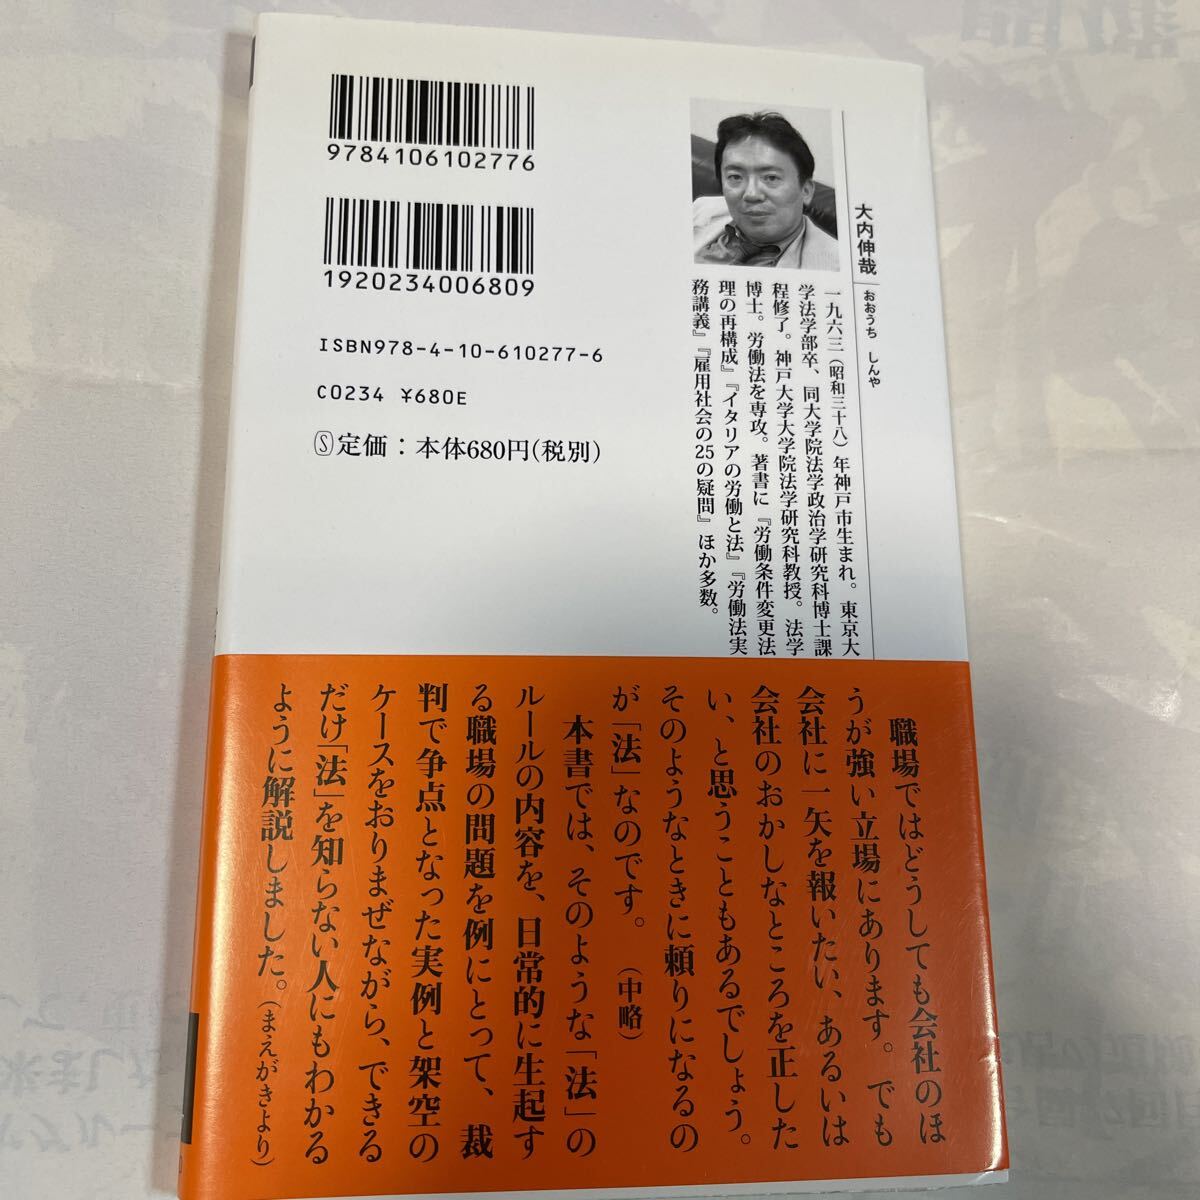 9784106102776
1920234006809
ISBN978-4-10-610277-6
C0234 ¥680E
Ⓢ定価：本体680円(税別)
大内伸哉 おおうち しんや
一九六三（昭和三十八）年神戸市生まれ。東京大
学法学部卒、同大学院法学政治学研究科博士課
程修了。神戸大学大学院法学研究科教授。法学
博士。労働法を専攻。著書に『労働条件変更法
理の再構成』『イタリアの労働と法』『労働法実
務講義』『雇用社会の25の疑問』ほか多数。
職場ではどうしても会社のほ
うが強い立場にあります。でも
会社に一矢を報いたい、あるいは
会社のおかしなところを正した
い、と思うこともあるでしょう。
そのようなときに頼りになるの
が「法」なのです。（中略）
本書では、そのような「法」の
ルールの内容を、日常的に生起す
る職場の問題を例にとって、裁
判で争点となった実例と架空の
ケースをおりまぜながら、できる
だけ「法」を知らない人にもわかる
ように解説しました。（まえがきより）